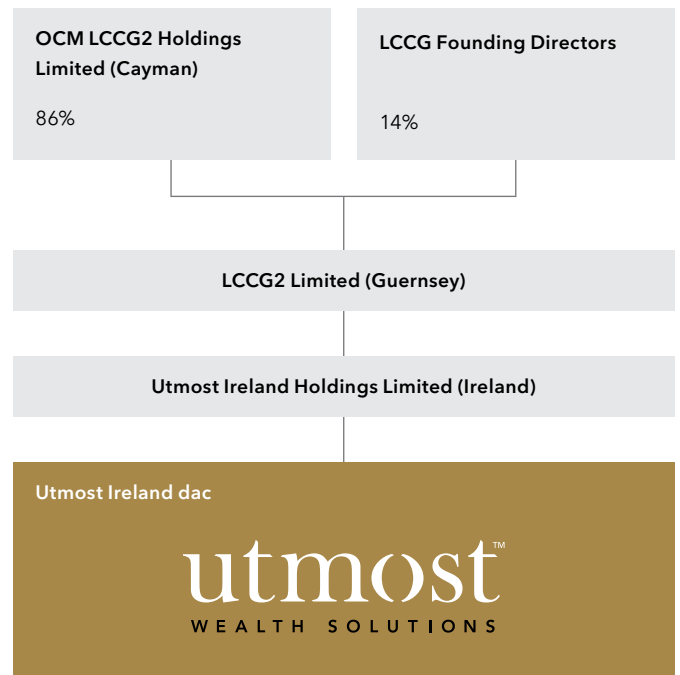 OCM LCCG2 Holdings
Limited (Cayman)
86%
LCCG Founding Directors
14%
LCCG2 Limited (Guernsey)
Utmost Ireland Holdings Limited (Ireland)
Utmost Ireland dac
utmost™
WEALTH SOLUTIONS